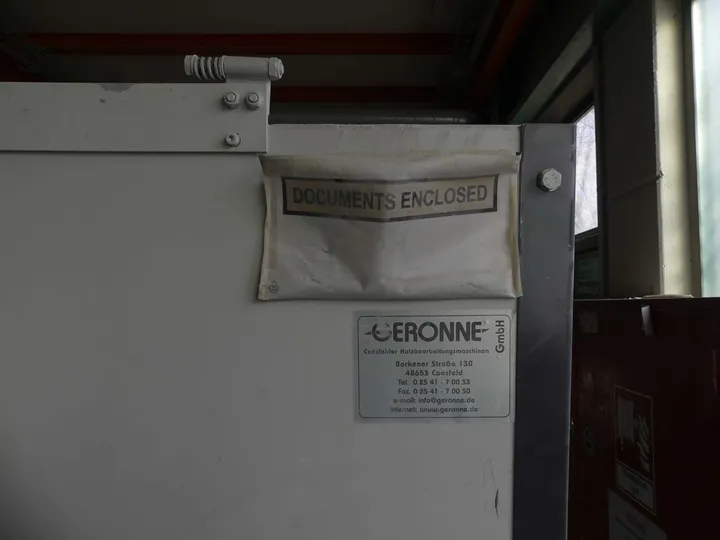 DOCUMENTS ENCLOSED
GERONNE GmbH
Coesfelder Holzbearbeitungsmaschinen
Borkener Straße 130
48653 Coesfeld
Tel. 0 25 41 - 7 00 53
Fax. 0 25 41 - 7 00 50
e-mail: info@geronne.de
internet: www.geronne.de